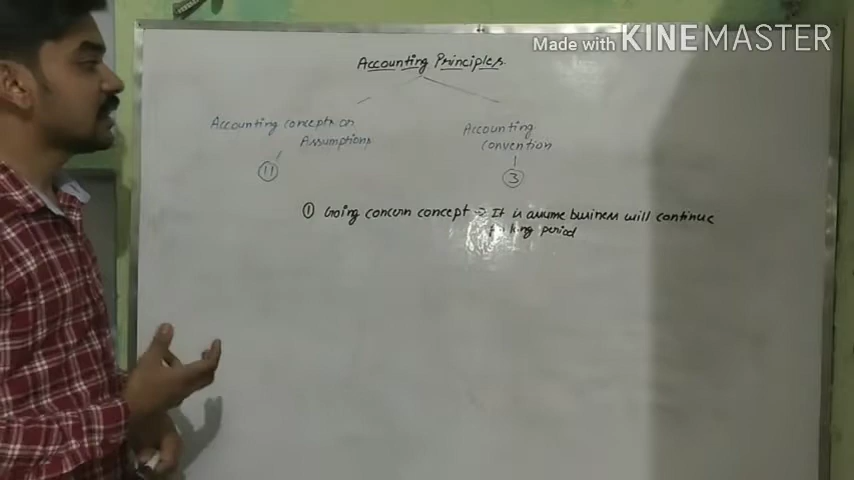 Made with KINEMASTER
Accounting Principles
Accounting concepts or
Assumptions
Accounting
convention
11
3
① Going concern concept → It is assume business will continue
long period